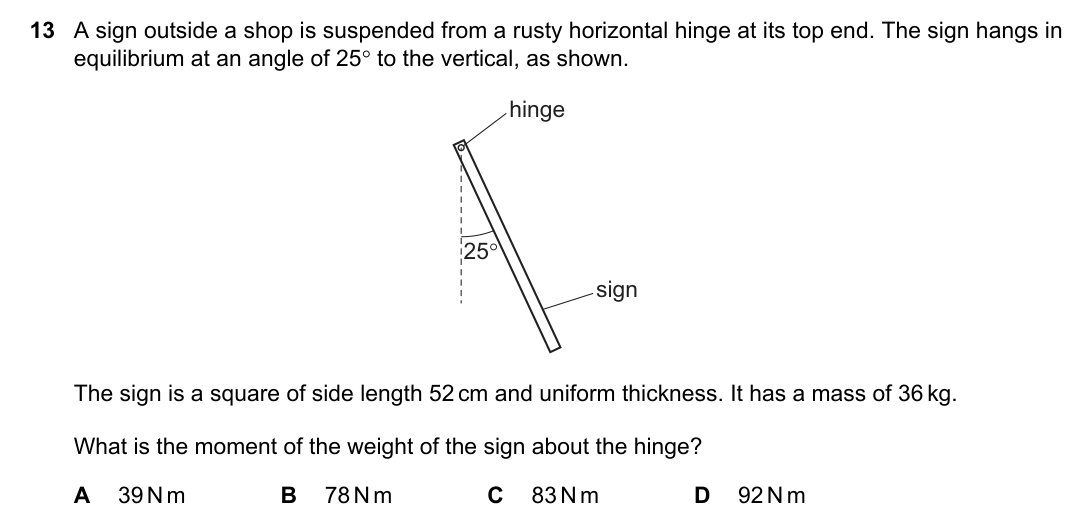 13 A sign outside a shop is suspended from a rusty horizontal hinge at its top end. The sign hangs in
equilibrium at an angle of 25° to the vertical, as shown.
hinge
25°
sign
The sign is a square of side length 52 cm and uniform thickness. It has a mass of 36 kg.
What is the moment of the weight of the sign about the hinge?
A 39 N m B 78 N m C 83 N m D 92 N m